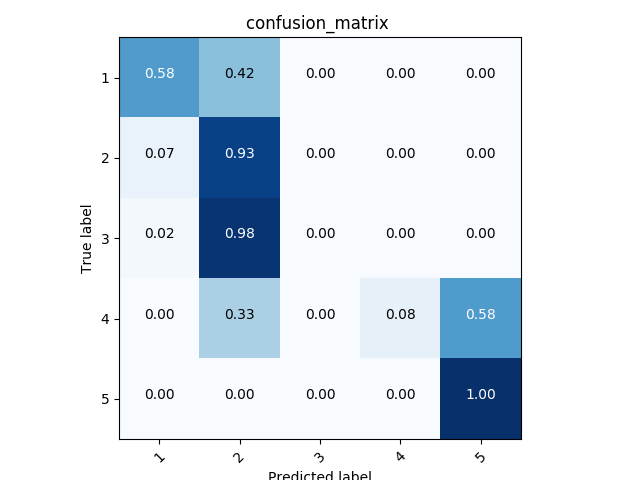 confusion_matrix
1 0.58 0.42 0.00 0.00 0.00
2 0.07 0.93 0.00 0.00 0.00
3 0.02 0.98 0.00 0.00 0.00
4 0.00 0.33 0.00 0.08 0.58
5 0.00 0.00 0.00 0.00 1.00
True label
1 2 3 4 5
Predicted label